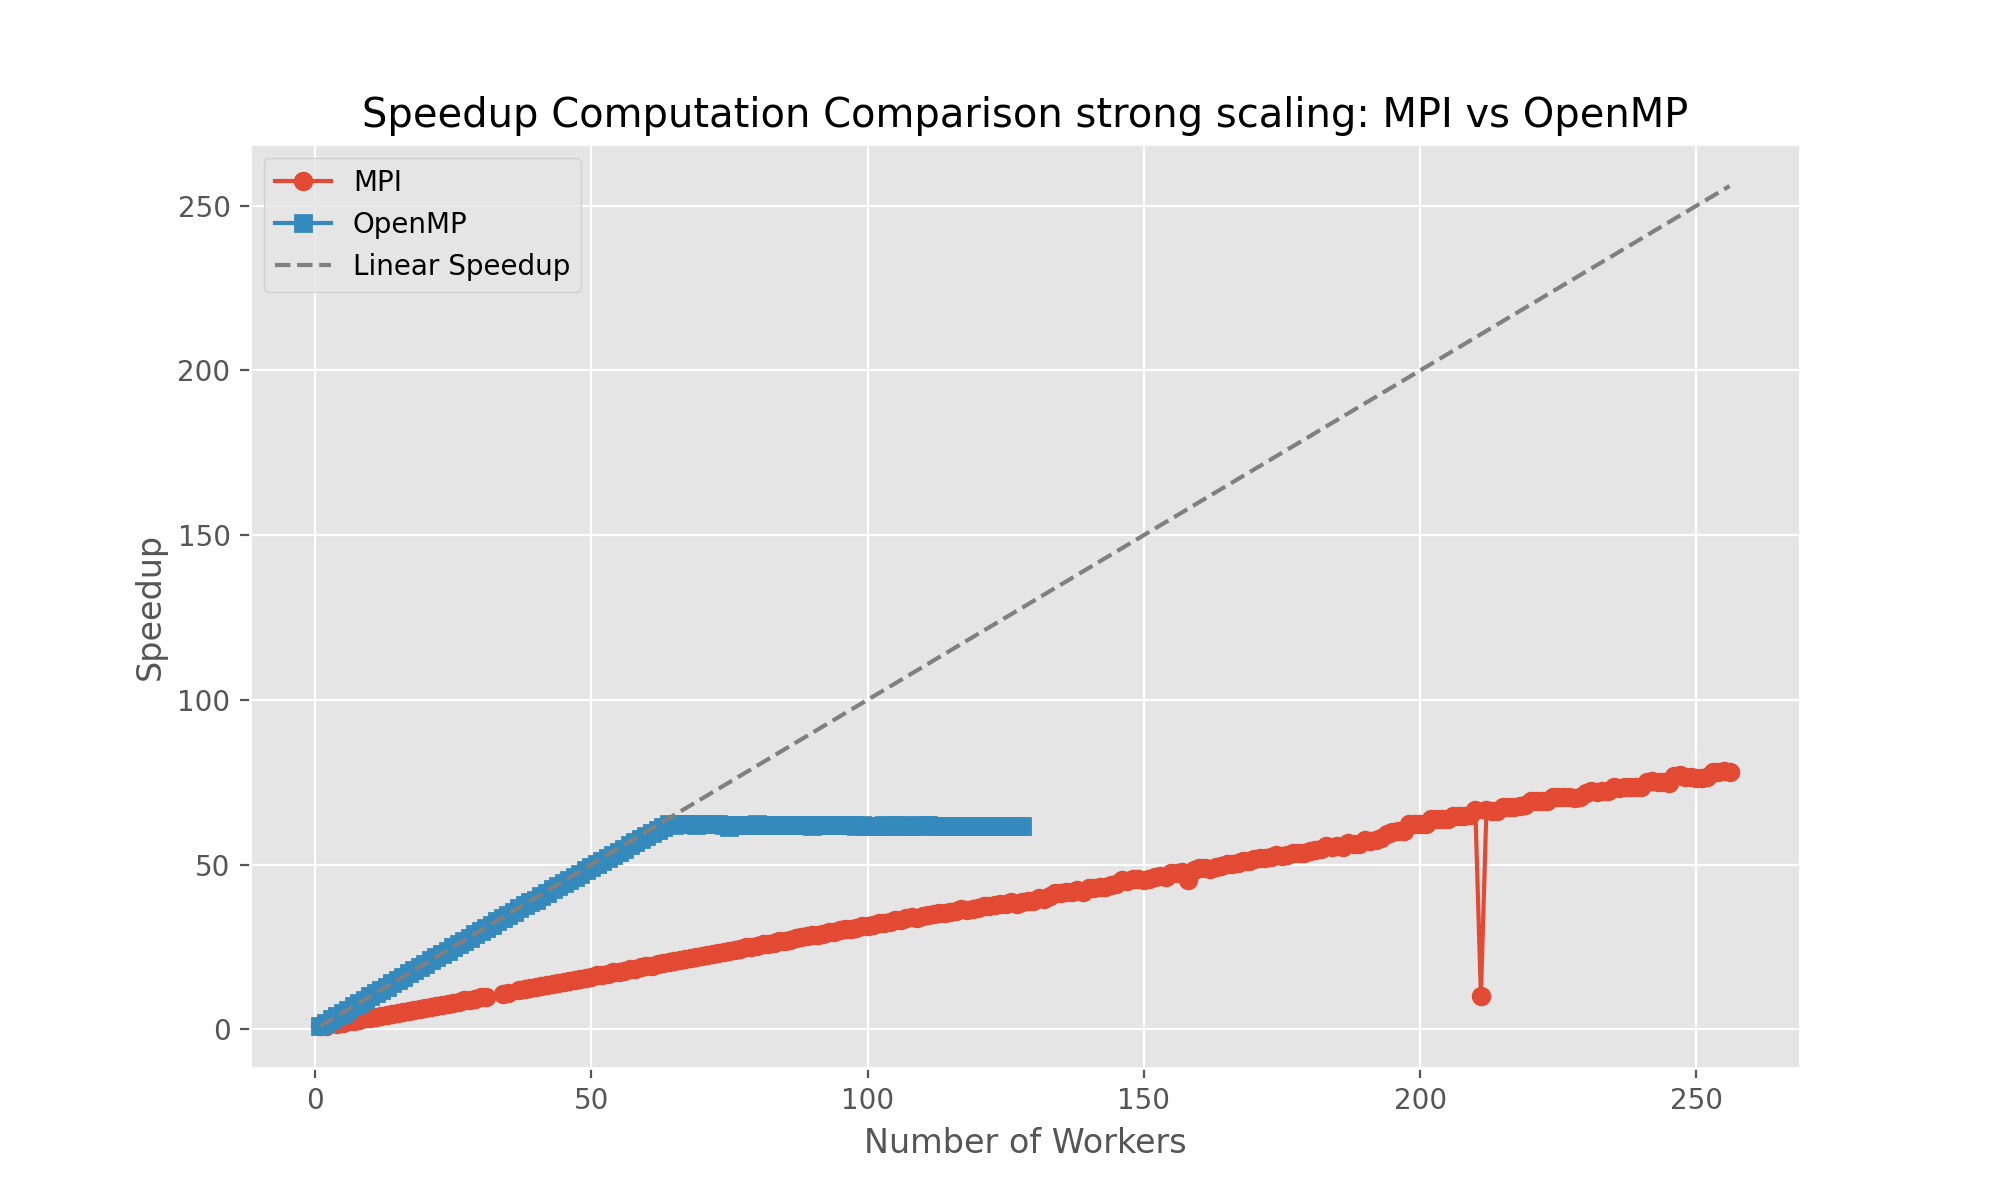 Speedup Computation Comparison strong scaling: MPI vs OpenMP
MPI
OpenMP
Linear Speedup
250
200
150
100
50
0
Speedup
0 50 100 150 200 250
Number of Workers